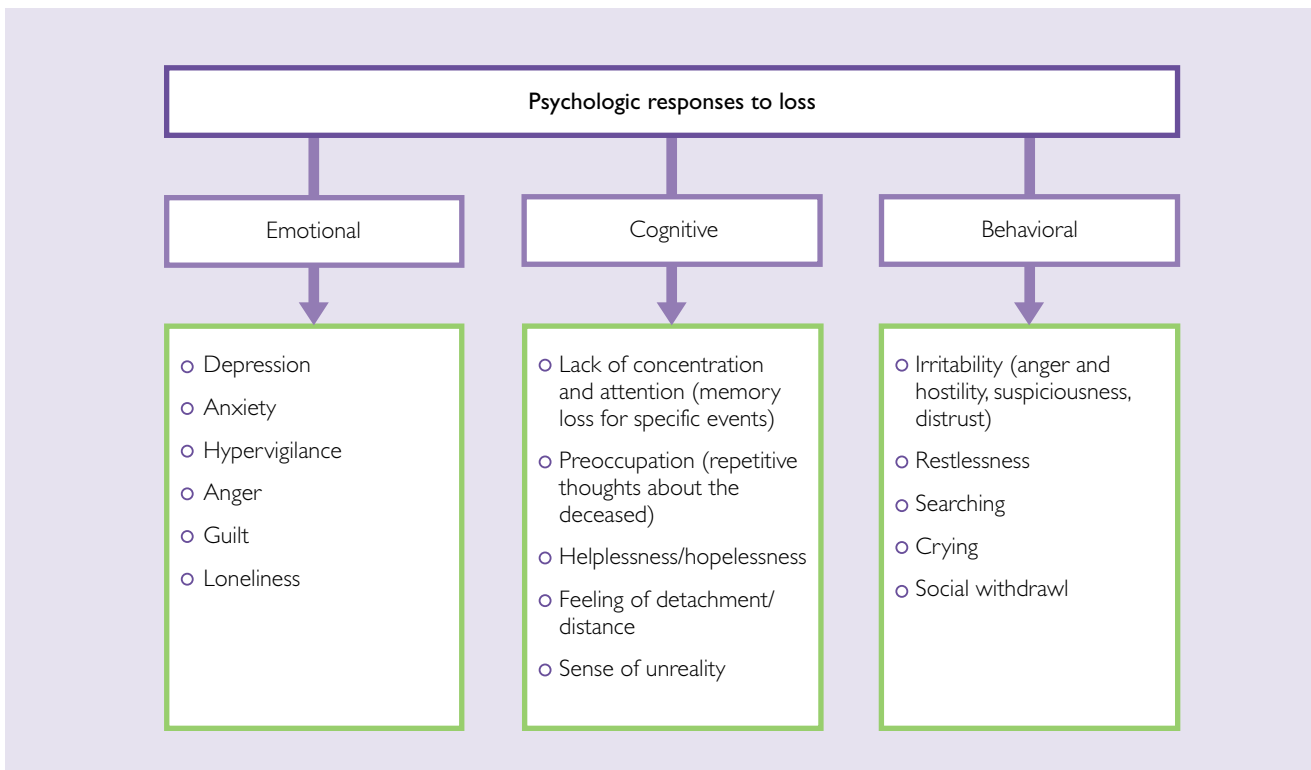 Psychologic responses to loss
Emotional
Cognitive
Behavioral
Depression
Anxiety
Hypervigilance
Anger
Guilt
Loneliness
Lack of concentration
and attention (memory
loss for specific events)
Preoccupation (repetitive
thoughts about the
deceased)
Helplessness/hopelessness
Feeling of detachment/
distance
Sense of unreality
Irritability (anger and
hostility, suspiciousness,
distrust)
Restlessness
Searching
Crying
Social withdrawl